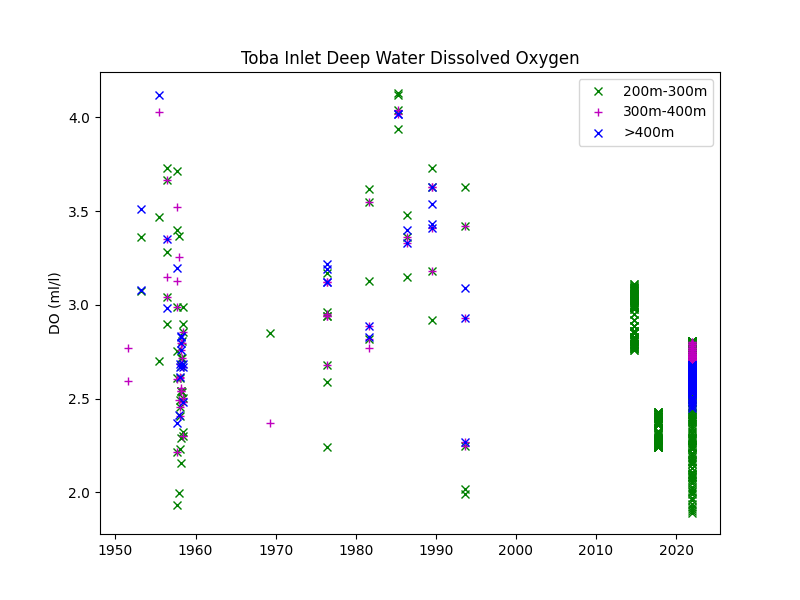 Toba Inlet Deep Water Dissolved Oxygen
200m-300m
300m-400m
>400m
DO (ml/l)
4.0
3.5
3.0
2.5
2.0
1950 1960 1970 1980 1990 2000 2010 2020